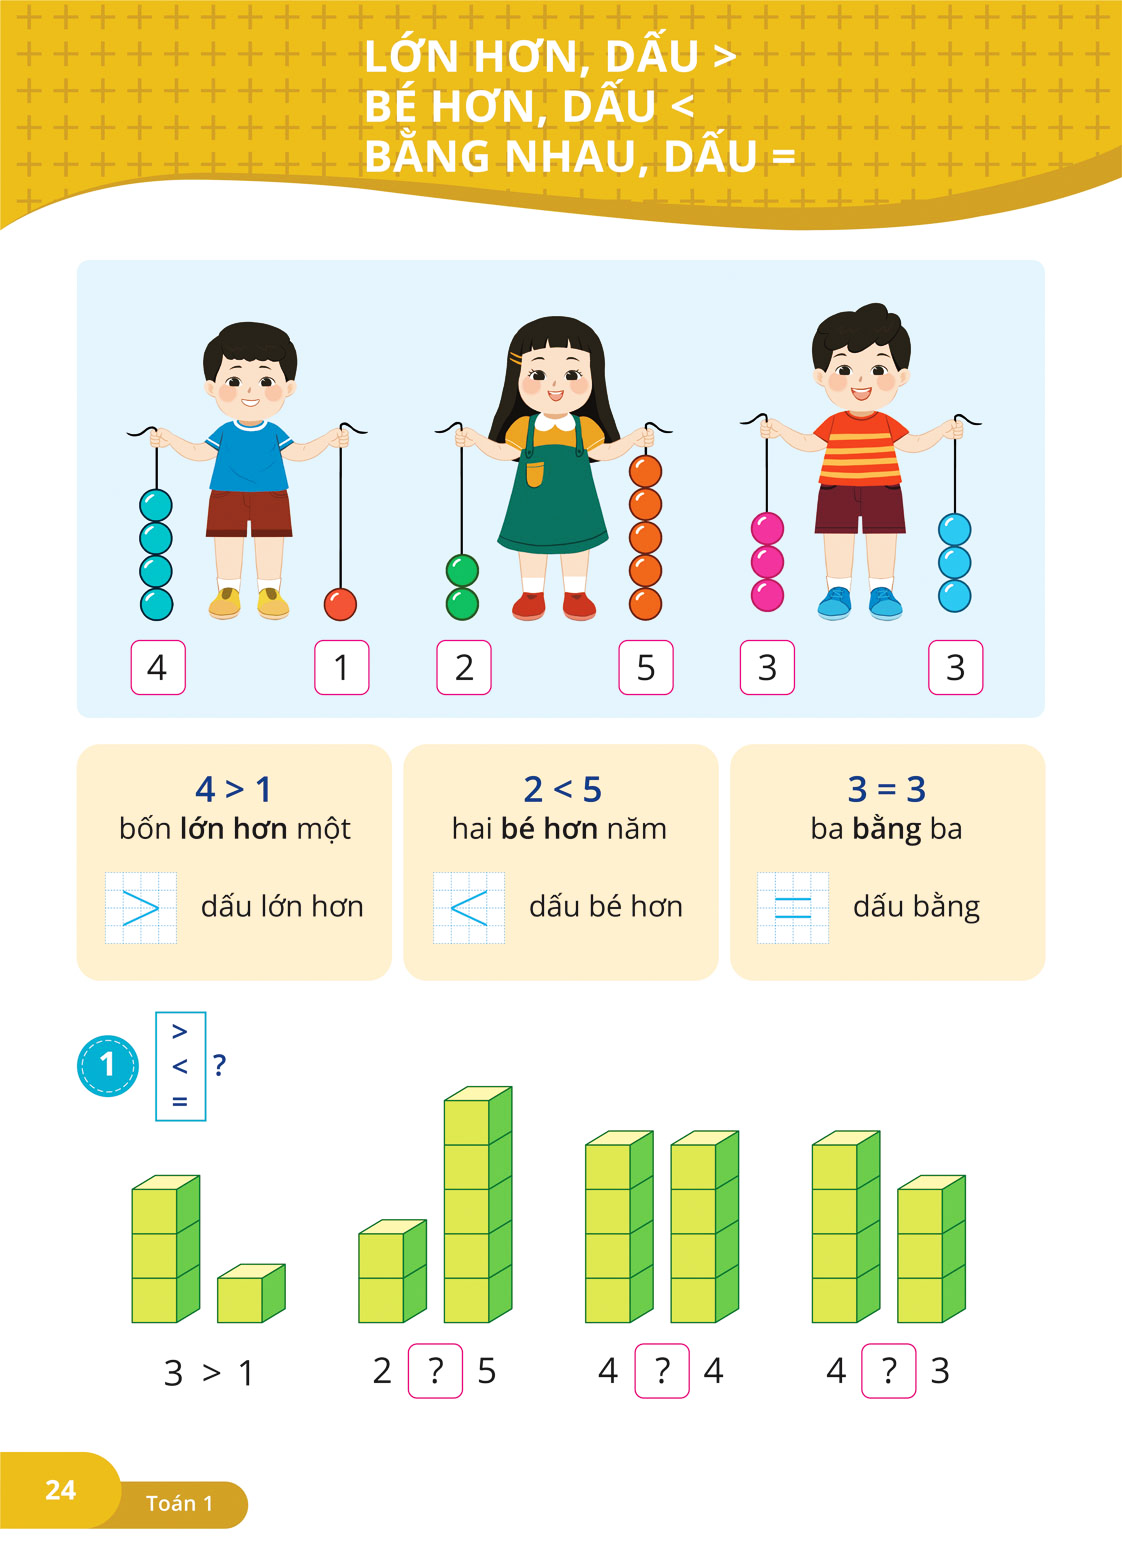 LỚN HƠN, DẤU >
BÉ HƠN, DẤU <
BẰNG NHAU, DẤU =
4 1 2 5 3 3
4 > 1
bốn lớn hơn một
> dấu lớn hơn
2 < 5
hai bé hơn năm
< dấu bé hơn
3 = 3
ba bằng ba
= dấu bằng
1
>
< ?
=
3 > 1
2 ? 5
4 ? 4
4 ? 3
24
Toán 1